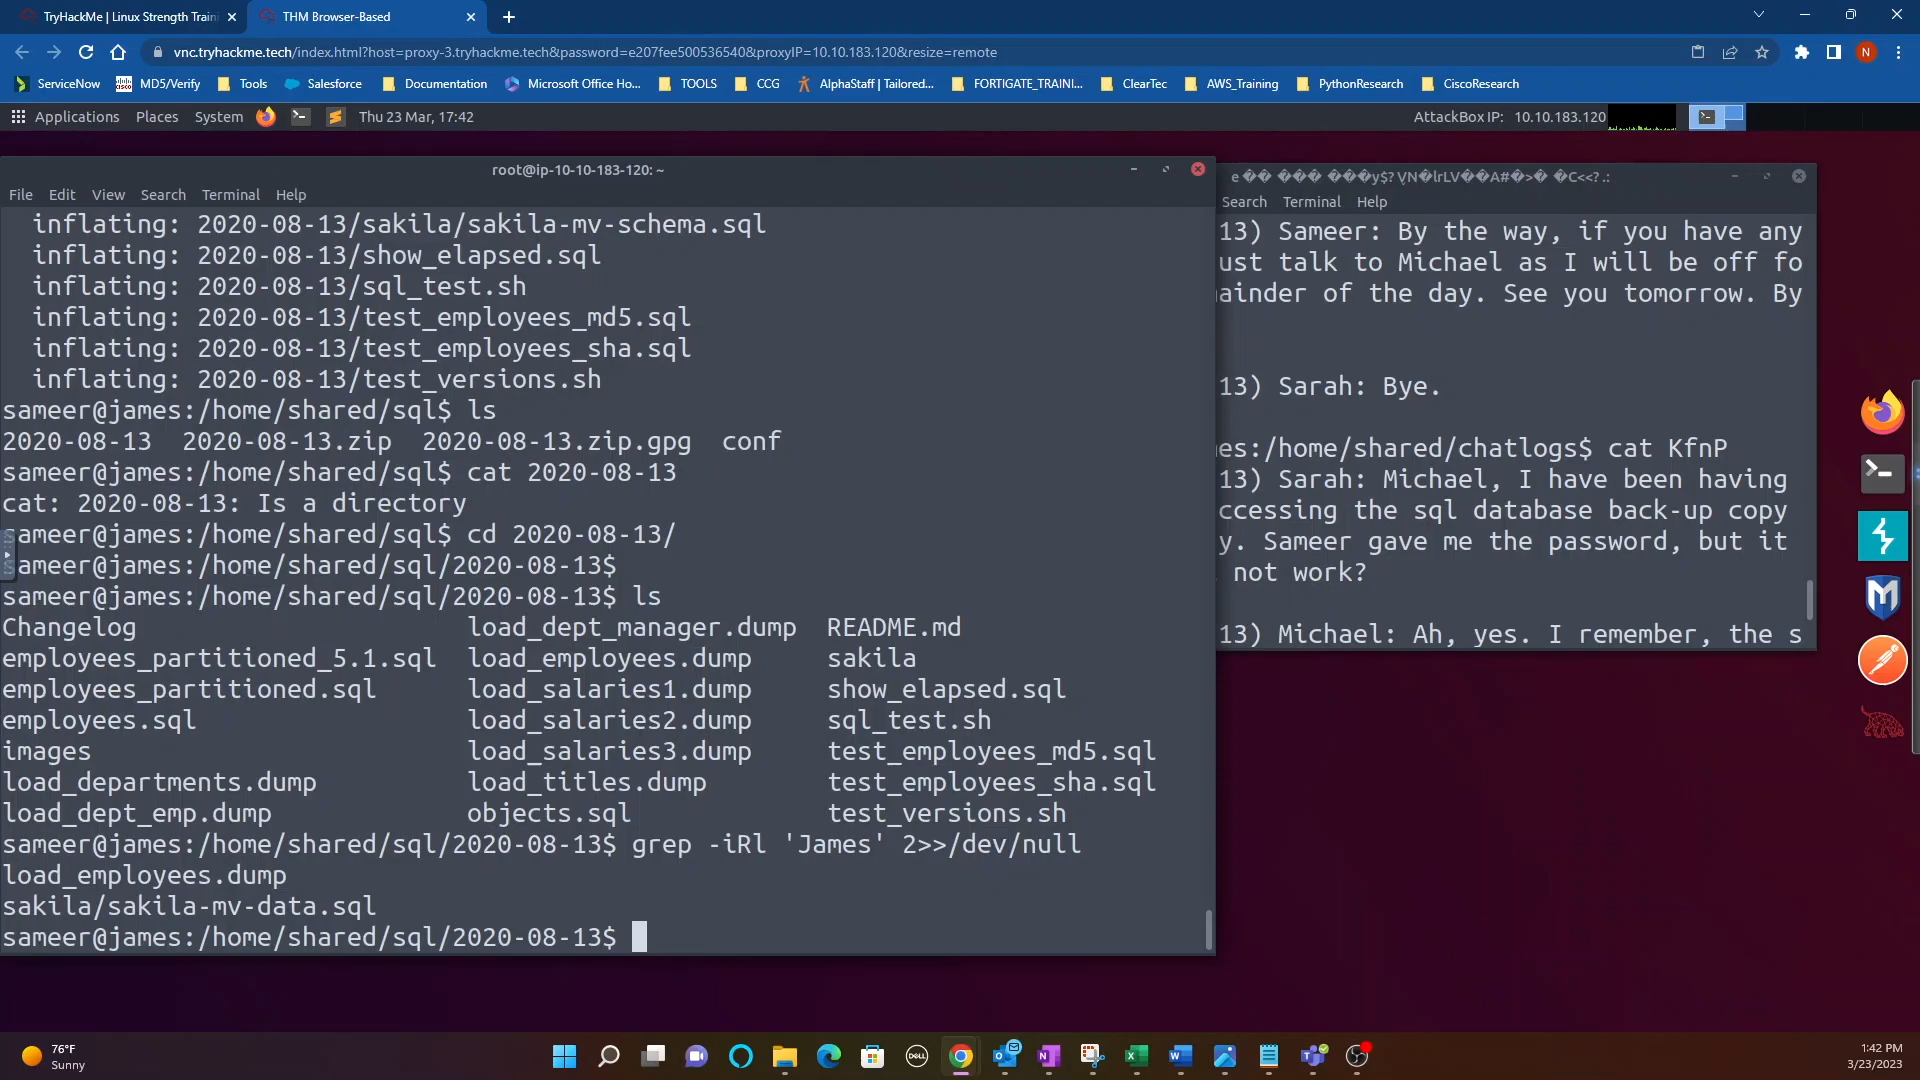 TryHackMe | Linux Strength Traini
THM Browser-Based
vnc.tryhackme.tech/index.html?host=proxy-3.tryhackme.tech&password=e207fee500536540&proxyIP=10.10.183.120&resize=remote
N
ServiceNow
MD5/Verify
Tools
Salesforce
Documentation
Microsoft Office Ho...
TOOLS
CCG
AlphaStaff | Tailored...
FORTIGATE_TRAINI...
ClearTec
AWS_Training
PythonResearch
CiscoResearch
Applications Places System
Thu 23 Mar, 17:42
AttackBox IP: 10.10.183.120
root@ip-10-10-183-120: ~
File Edit View Search Terminal Help
inflating: 2020-08-13/sakila/sakila-mv-schema.sql
inflating: 2020-08-13/show_elapsed.sql
inflating: 2020-08-13/sql_test.sh
inflating: 2020-08-13/test_employees_md5.sql
inflating: 2020-08-13/test_employees_sha.sql
inflating: 2020-08-13/test_versions.sh
sameer@james:/home/shared/sql$ ls
2020-08-13 2020-08-13.zip 2020-08-13.zip.gpg conf
sameer@james:/home/shared/sql$ cat 2020-08-13
cat: 2020-08-13: Is a directory
sameer@james:/home/shared/sql$ cd 2020-08-13/
sameer@james:/home/shared/sql/2020-08-13$
sameer@james:/home/shared/sql/2020-08-13$ ls
Changelog load_dept_manager.dump README.md
employees_partitioned_5.1.sql load_employees.dump sakila
employees_partitioned.sql load_salaries1.dump show_elapsed.sql
employees.sql load_salaries2.dump sql_test.sh
images load_salaries3.dump test_employees_md5.sql
load_departments.dump load_titles.dump test_employees_sha.sql
load_dept_emp.dump objects.sql test_versions.sh
sameer@james:/home/shared/sql/2020-08-13$ grep -iRl 'James' 2>>/dev/null
load_employees.dump
sakila/sakila-mv-data.sql
sameer@james:/home/shared/sql/2020-08-13$
Search Terminal Help
13) Sameer: By the way, if you have any
ust talk to Michael as I will be off fo
ainder of the day. See you tomorrow. By
13) Sarah: Bye.
mes:/home/shared/chatlogs$ cat KfnP
13) Sarah: Michael, I have been having
ccessing the sql database back-up copy
y. Sameer gave me the password, but it
not work?
13) Michael: Ah, yes. I remember, the s
76°F
Sunny
DELL
1:42 PM
3/23/2023